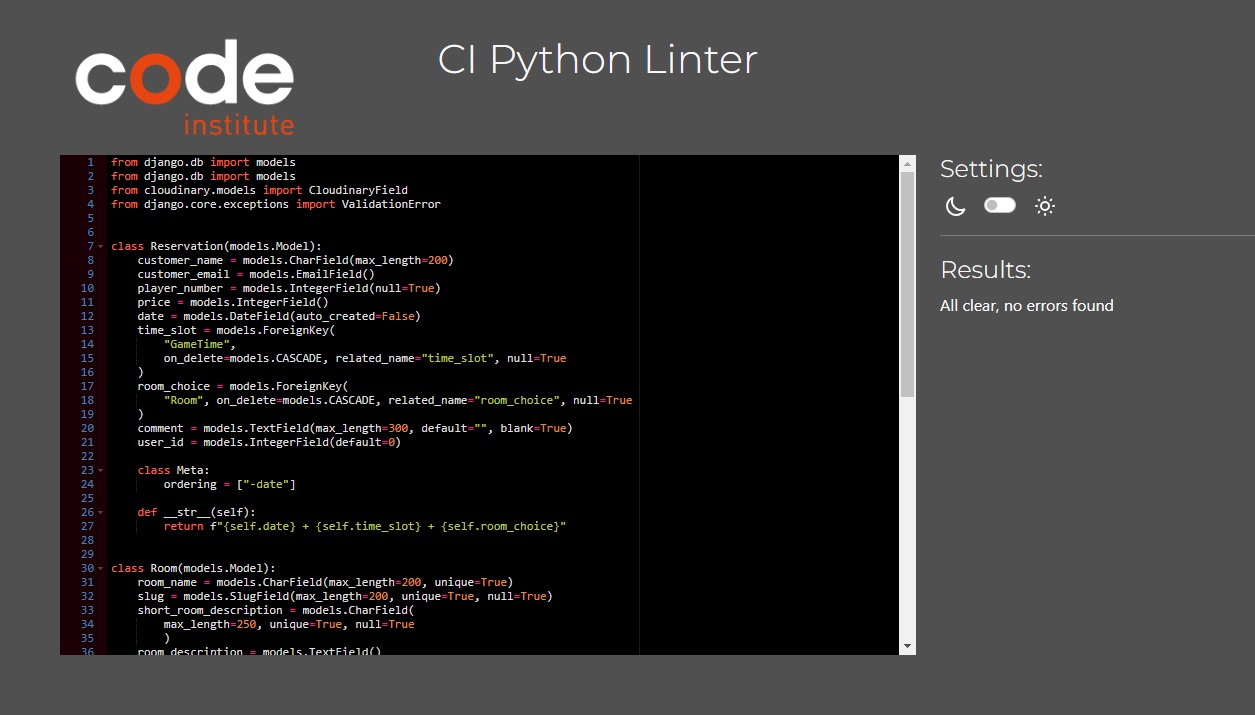 code
institute
CI Python Linter
1 from django.db import models
2 from django.db import models
3 from cloudinary.models import CloudinaryField
4 from django.core.exceptions import ValidationError
5
6
7 class Reservation(models.Model):
8     customer_name = models.CharField(max_length=200)
9     customer_email = models.EmailField()
10     player_number = models.IntegerField(null=True)
11     price = models.IntegerField()
12     date = models.DateField(auto_created=False)
13     time_slot = models.ForeignKey(
14         "GameTime",
15         on_delete=models.CASCADE, related_name="time_slot", null=True
16     )
17     room_choice = models.ForeignKey(
18         "Room", on_delete=models.CASCADE, related_name="room_choice", null=True
19     )
20     comment = models.TextField(max_length=300, default="", blank=True)
21     user_id = models.IntegerField(default=0)
22
23     class Meta:
24         ordering = ["-date"]
25
26     def __str__(self):
27         return f"{self.date} + {self.time_slot} + {self.room_choice}"
28
29
30 class Room(models.Model):
31     room_name = models.CharField(max_length=200, unique=True)
32     slug = models.SlugField(max_length=200, unique=True, null=True)
33     short_room_description = models.CharField(
34         max_length=250, unique=True, null=True
35         )
36     room_description = models.TextField()
Settings:
Results:
All clear, no errors found